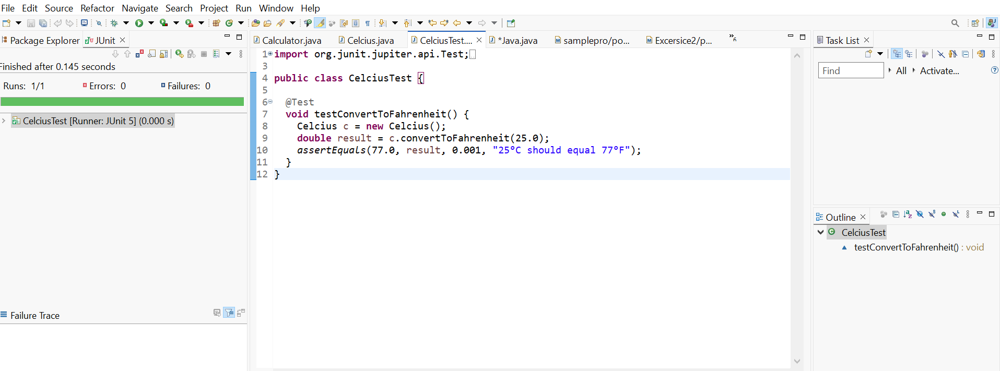 File Edit Source Refactor Navigate Search Project Run Window Help
Package Explorer JUnit
Finished after 0.145 seconds
Runs: 1/1 Errors: 0 Failures: 0
CelciusTest [Runner: JUnit 5] (0.000 s)
Failure Trace
Calculator.java Celcius.java CelciusTest.... *Java.java samplepro/po... Excersice2/p... »6
1 import org.junit.jupiter.api.Test;
3
4 public class CelciusTest {
5
6 @Test
7 void testConvertToFahrenheit() {
8 Celcius c = new Celcius();
9 double result = c.convertToFahrenheit(25.0);
10 assertEquals(77.0, result, 0.001, "25°C should equal 77°F");
11 }
12 }
Task List
Find All Activate...
Outline
CelciusTest
testConvertToFahrenheit() : void